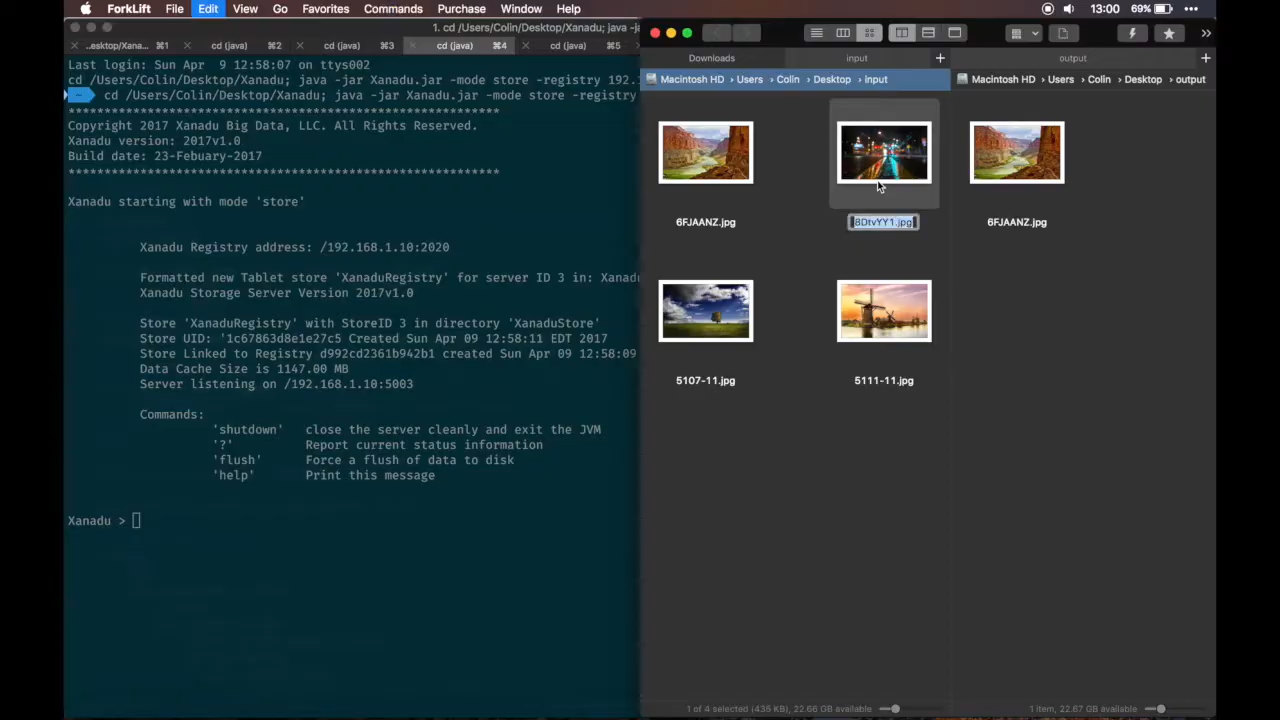 ForkLift File Edit View Go Favorites Commands Purchase Window Help 13:00 69%
1. cd /Users/Colin/Desktop/Xanadu; java -j
..esktop/Xana... ⌘1 cd (java) ⌘2 cd (java) ⌘3 cd (java) ⌘4 cd (java) ⌘5
Last login: Sun Apr 9 12:58:07 on ttys002
cd /Users/Colin/Desktop/Xanadu; java -jar Xanadu.jar -mode store -registry 192.
~ cd /Users/Colin/Desktop/Xanadu; java -jar Xanadu.jar -mode store -registry
*********************************************************
Copyright 2017 Xanadu Big Data, LLC. All Rights Reserved.
Xanadu version: 2017v1.0
Build date: 23-Febuary-2017
*********************************************************
Xanadu starting with mode 'store'
Xanadu Registry address: /192.168.1.10:2020
Formatted new Tablet store 'XanaduRegistry' for server ID 3 in: Xanad
Xanadu Storage Server Version 2017v1.0
Store 'XanaduRegistry' with StoreID 3 in directory 'XanaduStore'
Store UID: '1c67863d8e1e27c5 Created Sun Apr 09 12:58:11 EDT 2017
Store Linked to Registry d992cd2361b942b1 created Sun Apr 09 12:58:09
Data Cache Size is 1147.00 MB
Server listening on /192.168.1.10:5003
Commands:
'shutdown' close the server cleanly and exit the JVM
'?' Report current status information
'flush' Force a flush of data to disk
'help' Print this message
Xanadu >
Downloads input + output +
Macintosh HD › Users › Colin › Desktop › input
Macintosh HD › Users › Colin › Desktop › output
6FJAANZ.jpg
8DtvYY1.jpg
6FJAANZ.jpg
5107-11.jpg
5111-11.jpg
1 of 4 selected (435 KB), 22.66 GB available
1 item, 22.67 GB available